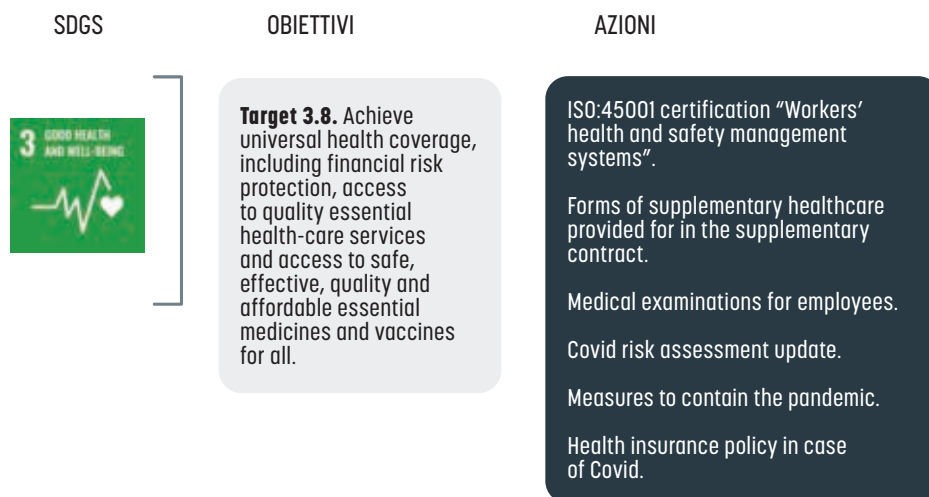 SDGS
OBIETTIVI
AZIONI
3 GOOD HEALTH
AND WELL-BEING
Target 3.8. Achieve
universal health coverage,
including financial risk
protection, access
to quality essential
health-care services
and access to safe,
effective, quality and
affordable essential
medicines and vaccines
for all.
ISO:45001 certification “Workers’
health and safety management
systems”.
Forms of supplementary healthcare
provided for in the supplementary
contract.
Medical examinations for employees.
Covid risk assessment update.
Measures to contain the pandemic.
Health insurance policy in case
of Covid.